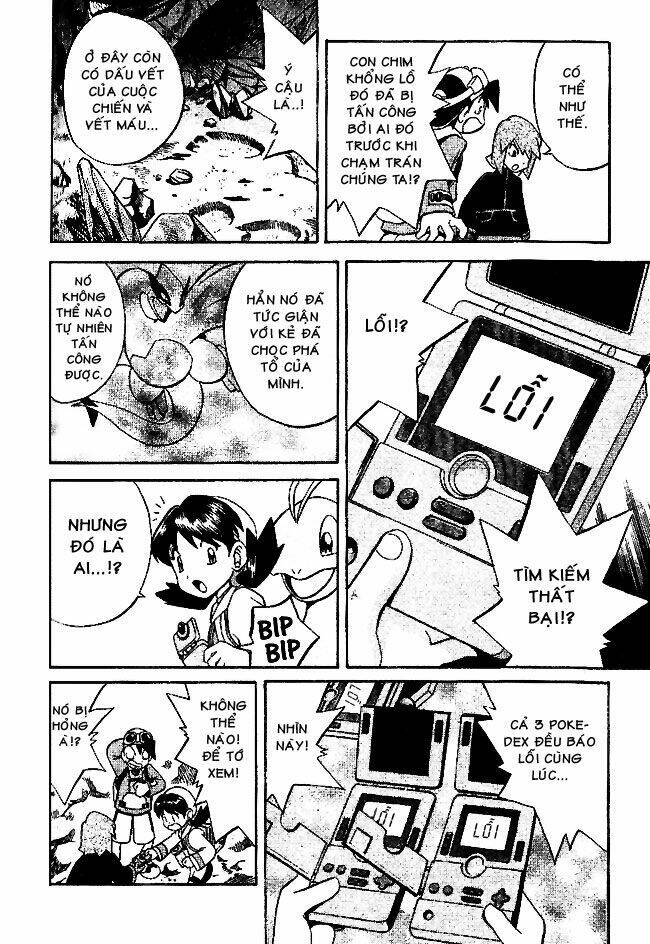 Ở ĐÂY CÒN
CÓ DẤU VẾT
CỦA CUỘC
CHIẾN VÀ
VẾT MÁU...
Ý
CẬU
LÀ..!
CON CHIM
KHỔNG LỒ
ĐÓ ĐÃ BỊ
TẤN CÔNG
BỞI AI ĐÓ
TRƯỚC KHI
CHẠM TRÁN
CHÚNG TA!?
CÓ
THỂ
NHƯ
THẾ.
NÓ
KHÔNG
THỂ NÀO
TỰ NHIÊN
TẤN CÔNG
ĐƯỢC.
HẲN NÓ ĐÃ
TỨC GIẬN
VỚI KẺ ĐÃ
CHỌC PHÁ
TỔ CỦA
MÌNH.
LỖI!?
LỖI
TÌM KIẾM
THẤT
BẠI!?
NHƯNG
ĐÓ LÀ
AI...!?
BIP
BIP
NÓ BỊ
HỎNG
À!?
KHÔNG
THỂ
NÀO!
ĐỂ TỚ
XEM!
NHÌN
NÀY!
CẢ 3 POKE-
DEX ĐỀU BÁO
LỖI CÙNG
LÚC...
LỖI
LỖI
LỖI